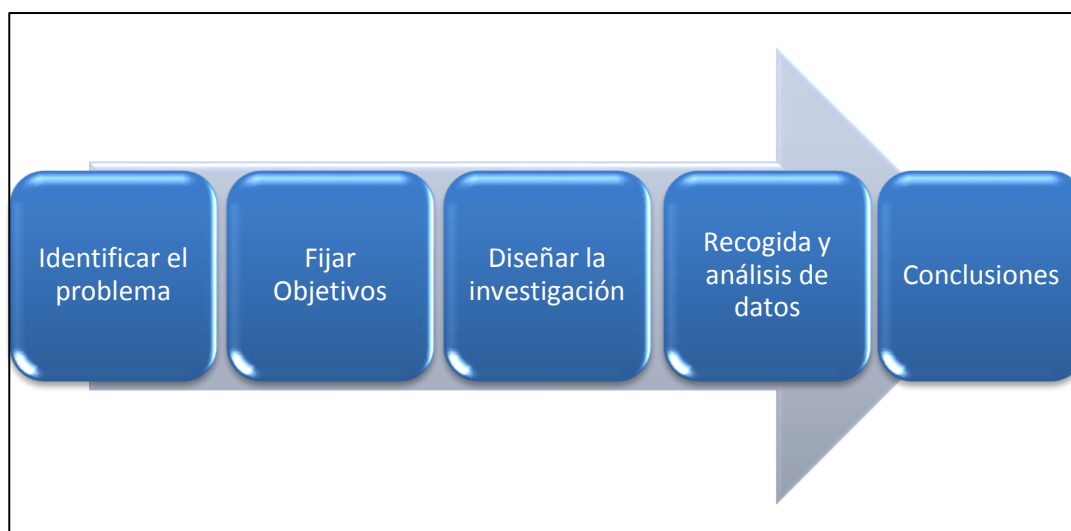 Identificar el
problema
Fijar
Objetivos
Diseñar la
investigación
Recogida y
análisis de
datos
Conclusiones